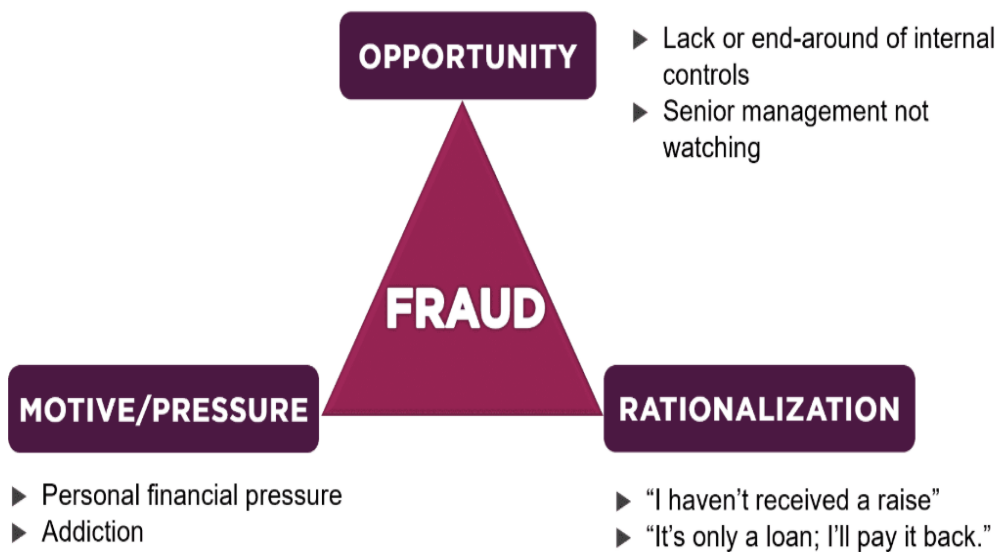 OPPORTUNITY
Lack or end-around of internal
controls
Senior management not
watching
FRAUD
MOTIVE/PRESSURE
Personal financial pressure
Addiction
RATIONALIZATION
“I haven’t received a raise”
“It’s only a loan; I’ll pay it back.”